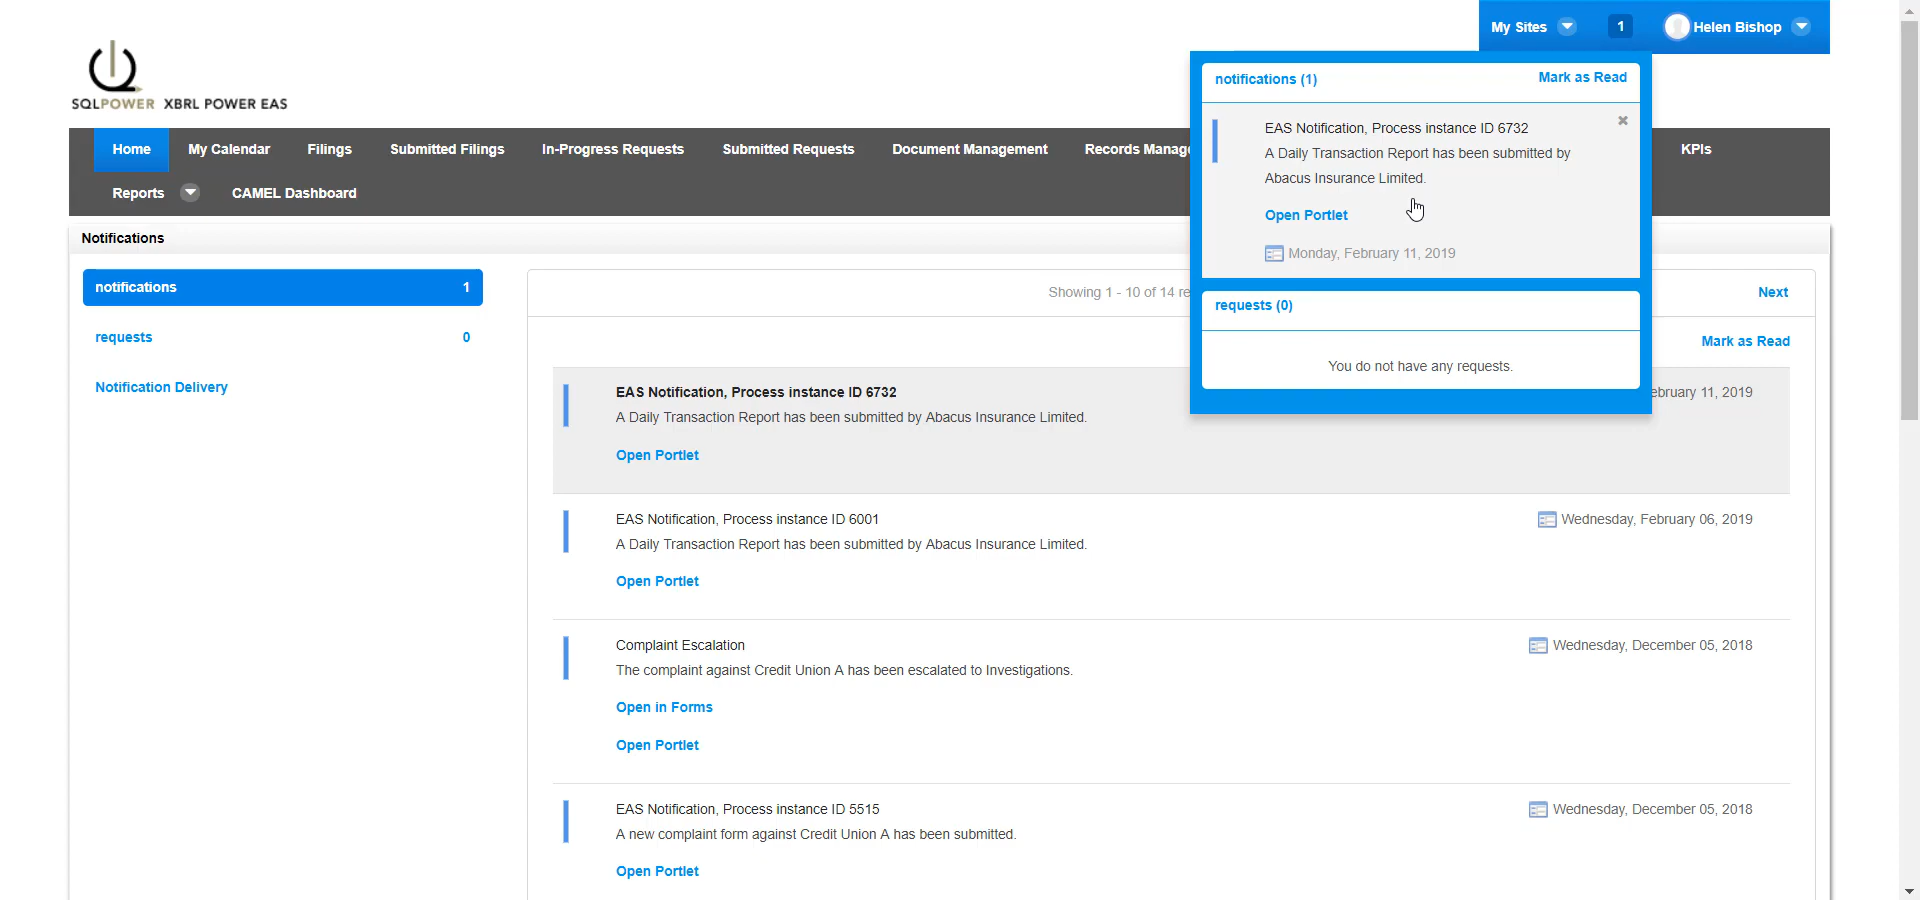 My Sites
1
Helen Bishop
SQLPOWER XBRL POWER EAS
notifications (1)
Mark as Read
EAS Notification, Process instance ID 6732
A Daily Transaction Report has been submitted by
Abacus Insurance Limited.
Open Portlet
Monday, February 11, 2019
requests (0)
You do not have any requests.
Home
My Calendar
Filings
Submitted Filings
In-Progress Requests
Submitted Requests
Document Management
Records Manag
KPIs
Reports
CAMEL Dashboard
Notifications
notifications 1
requests 0
Notification Delivery
Showing 1 - 10 of 14 re
Next
Mark as Read
EAS Notification, Process instance ID 6732
ebruary 11, 2019
A Daily Transaction Report has been submitted by Abacus Insurance Limited.
Open Portlet
EAS Notification, Process instance ID 6001
Wednesday, February 06, 2019
A Daily Transaction Report has been submitted by Abacus Insurance Limited.
Open Portlet
Complaint Escalation
Wednesday, December 05, 2018
The complaint against Credit Union A has been escalated to Investigations.
Open in Forms
Open Portlet
EAS Notification, Process instance ID 5515
Wednesday, December 05, 2018
A new complaint form against Credit Union A has been submitted.
Open Portlet